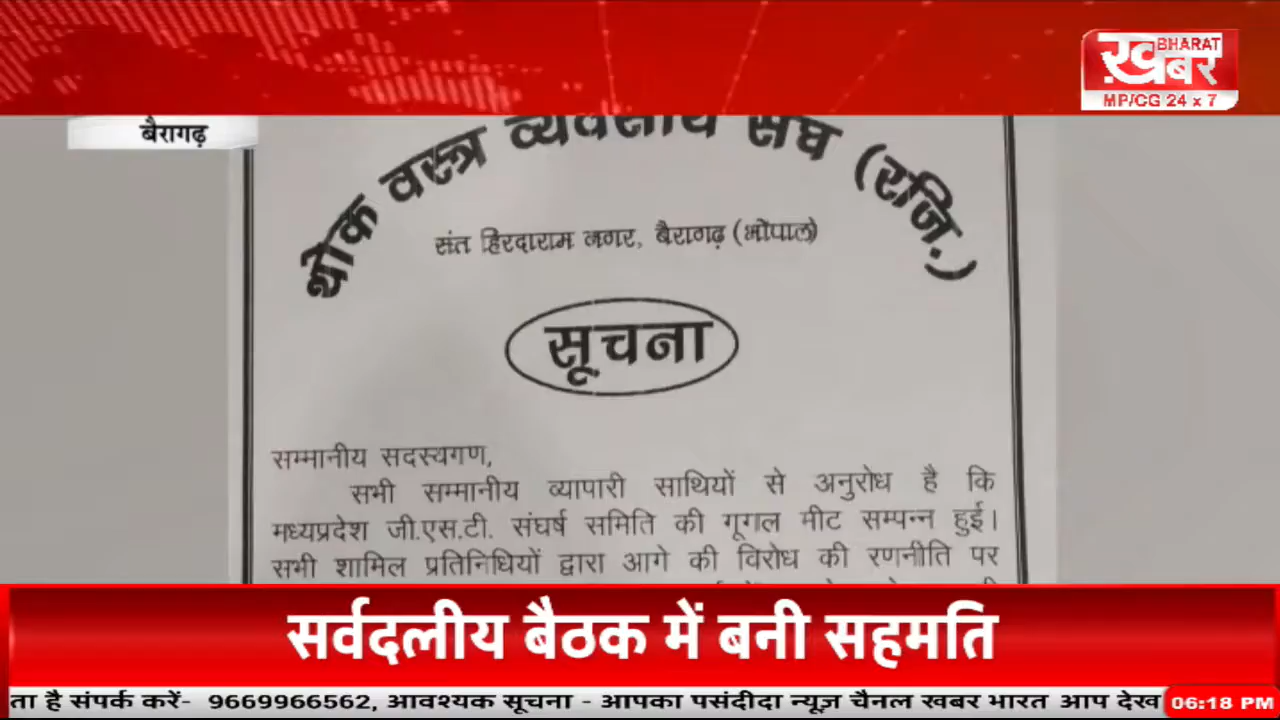 BHARAT
ख़बर
MP/CG 24 x 7
बैरागढ़
थोक वस्त्र व्यवसाय संघ (रजि.)
संत हिरदाराम नगर, बैरागढ़ (भोपाल)
सूचना
सम्मानीय सदस्यगण,
सभी सम्मानीय व्यापारी साथियों से अनुरोध है कि
मध्यप्रदेश जी.एस.टी. संघर्ष समिति की गूगल मीट सम्पन्न हुई।
सभी शामिल प्रतिनिधियों द्वारा आगे की विरोध की रणनीति पर
सर्वदलीय बैठक में बनी सहमति
ता है संपर्क करें- 9669966562, आवश्यक सूचना - आपका पसंदीदा न्यूज़ चैनल खबर भारत आप देख
06:18 PM